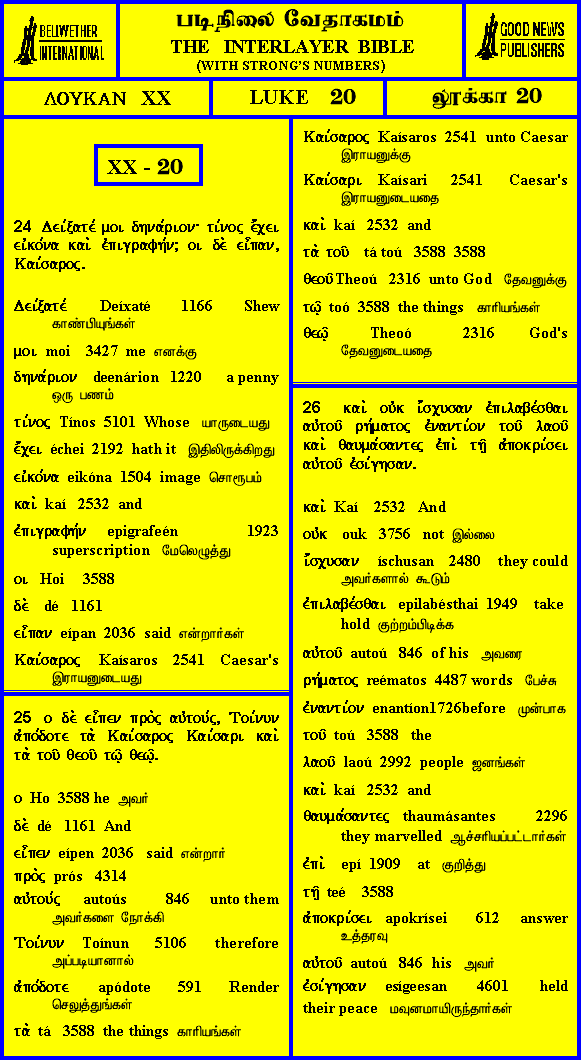 BELLWETHER
INTERNATIONAL
படிநிலை வேதாகமம்
THE INTERLAYER BIBLE
(WITH STRONG'S NUMBERS)
GOOD NEWS
PUBLISHERS
ΛΟΥΚΑΝ XX
LUKE 20
லூக்கா 20
XX - 20
24 Δείξατέ μοι δηνάριον· τίνος ἔχει
εἰκόνα καὶ ἐπιγραφήν; οι δὲ εἶπαν,
Καίσαρος.
Δείξατέ Deíxaté 1166 Shew
காண்பியுங்கள்
μοι moi 3427 me எனக்கு
δηνάριον deenárion 1220 a penny
ஒரு பணம்
τίνος Tínos 5101 Whose யாருடையது
ἔχει échei 2192 hath it இதிலிருக்கிறது
εἰκόνα eikóna 1504 image சொரூபம்
καὶ kaí 2532 and
ἐπιγραφήν epigrafeén 1923
superscription மேலெழுத்து
οι Hoi 3588
δὲ dé 1161
εἶπαν eípan 2036 said என்றார்கள்
Καίσαρος Kaísaros 2541 Caesar's
இராயனுடையது
25 ο δὲ εἶπεν πρὸς αὐτούς, Τοίνυν
ἀπόδοτε τὰ Καίσαρος Καίσαρι καὶ
τὰ τοῦ θεοῦ τῷ θεῷ.
ο Ho 3588 he அவர்
δὲ dé 1161 And
εἶπεν eípen 2036 said என்றார்
πρὸς prós 4314
αὐτούς autoús 846 unto them
அவர்களை நோக்கி
Τοίνυν Toínun 5106 therefore
அப்படியானால்
ἀπόδοτε apódote 591 Render
செலுத்துங்கள்
τὰ tá 3588 the things காரியங்கள்
Καίσαρος Kaísaros 2541 unto Caesar
இராயனுக்கு
Καίσαρι Kaísari 2541 Caesar's
இராயனுடையதை
καὶ kaí 2532 and
τὰ τοῦ tá toú 3588 3588
θεοῦ Theoú 2316 unto God தேவனுக்கு
τῷ toó 3588 the things காரியங்கள்
θεῷ Theoó 2316 God's
தேவனுடையதை
26 καὶ οὐκ ἴσχυσαν ἐπιλαβέσθαι
αὐτοῦ ρήματος ἐναντίον τοῦ λαοῦ
καὶ θαυμάσαντες ἐπὶ τῇ ἀποκρίσει
αὐτοῦ ἐσίγησαν.
καὶ Kaí 2532 And
οὐκ ouk 3756 not இல்லை
ἴσχυσαν íschusan 2480 they could
அவர்களால் கூடும்
ἐπιλαβέσθαι epilabésthai 1949 take
hold குற்றம்பிடிக்க
αὐτοῦ autoú 846 of his அவரை
ρήματος reématos 4487 words பேச்சு
ἐναντίον enantíon1726before முன்பாக
τοῦ toú 3588 the
λαοῦ laoú 2992 people ஜனங்கள்
καὶ kaí 2532 and
θαυμάσαντες thaumásantes 2296
they marvelled ஆச்சரியப்பட்டார்கள்
ἐπὶ epí 1909 at குறித்து
τῇ teé 3588
ἀποκρίσει apokrísei 612 answer
உத்தரவு
αὐτοῦ autoú 846 his அவர்
ἐσίγησαν esígeesan 4601 held
their peace மவுனமாயிருந்தார்கள்